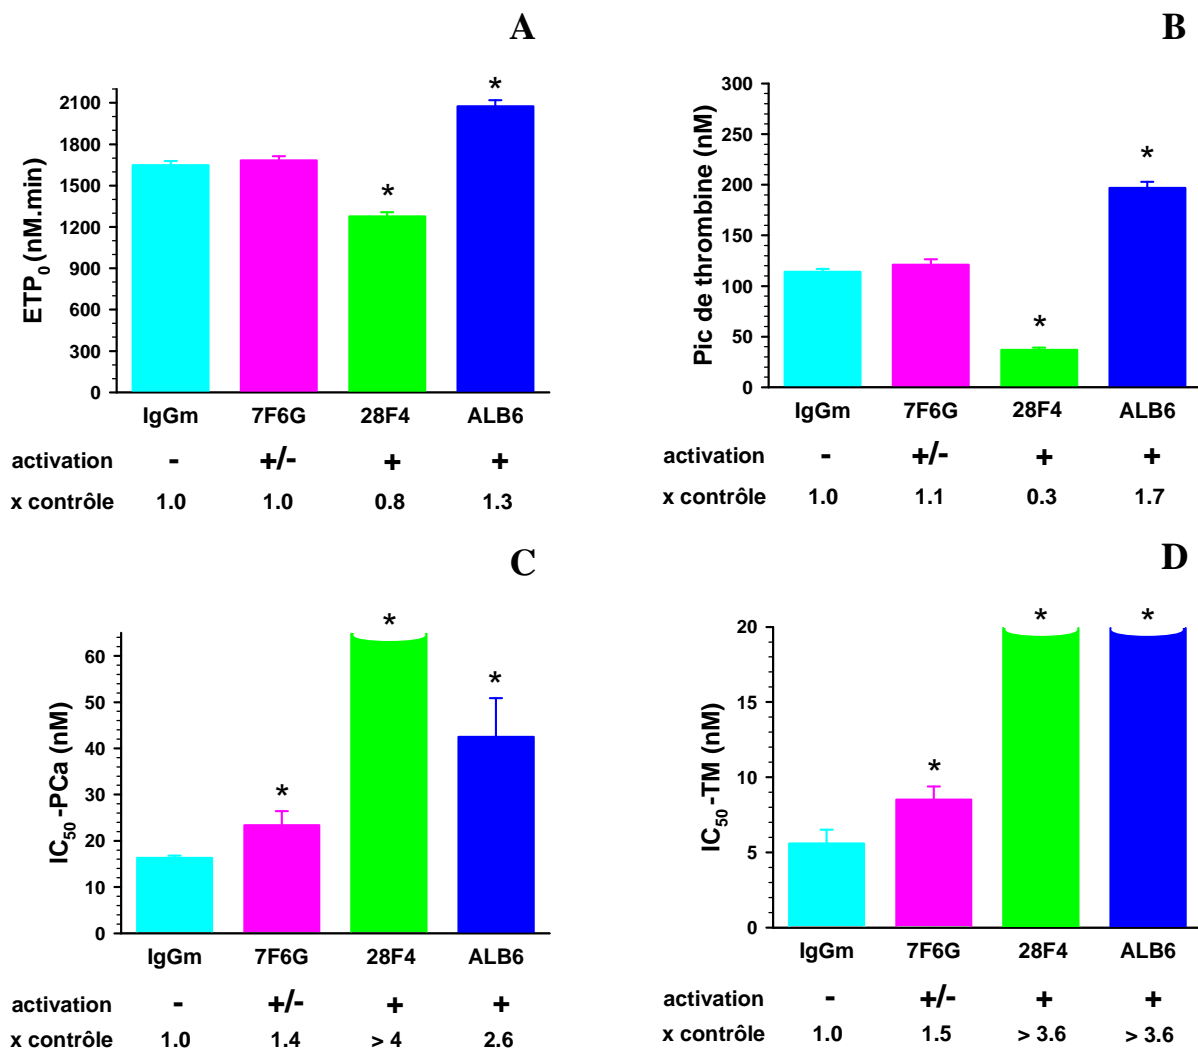 A
ETP0 (nM.min)
2100
1800
1500
1200
900
600
300
0
*
*
IgGm 7F6G 28F4 ALB6
activation - +/- + +
x contrôle 1.0 1.0 0.8 1.3
B
Pic de thrombine (nM)
300
250
200
150
100
50
0
*
*
IgGm 7F6G 28F4 ALB6
activation - +/- + +
x contrôle 1.0 1.1 0.3 1.7
C
IC50 -PCa (nM)
60
50
40
30
20
10
0
* * *
IgGm 7F6G 28F4 ALB6
activation - +/- + +
x contrôle 1.0 1.4 > 4 2.6
D
IC50 -TM (nM)
20
15
10
5
0
* * *
IgGm 7F6G 28F4 ALB6
activation - +/- + +
x contrôle 1.0 1.5 > 3.6 > 3.6